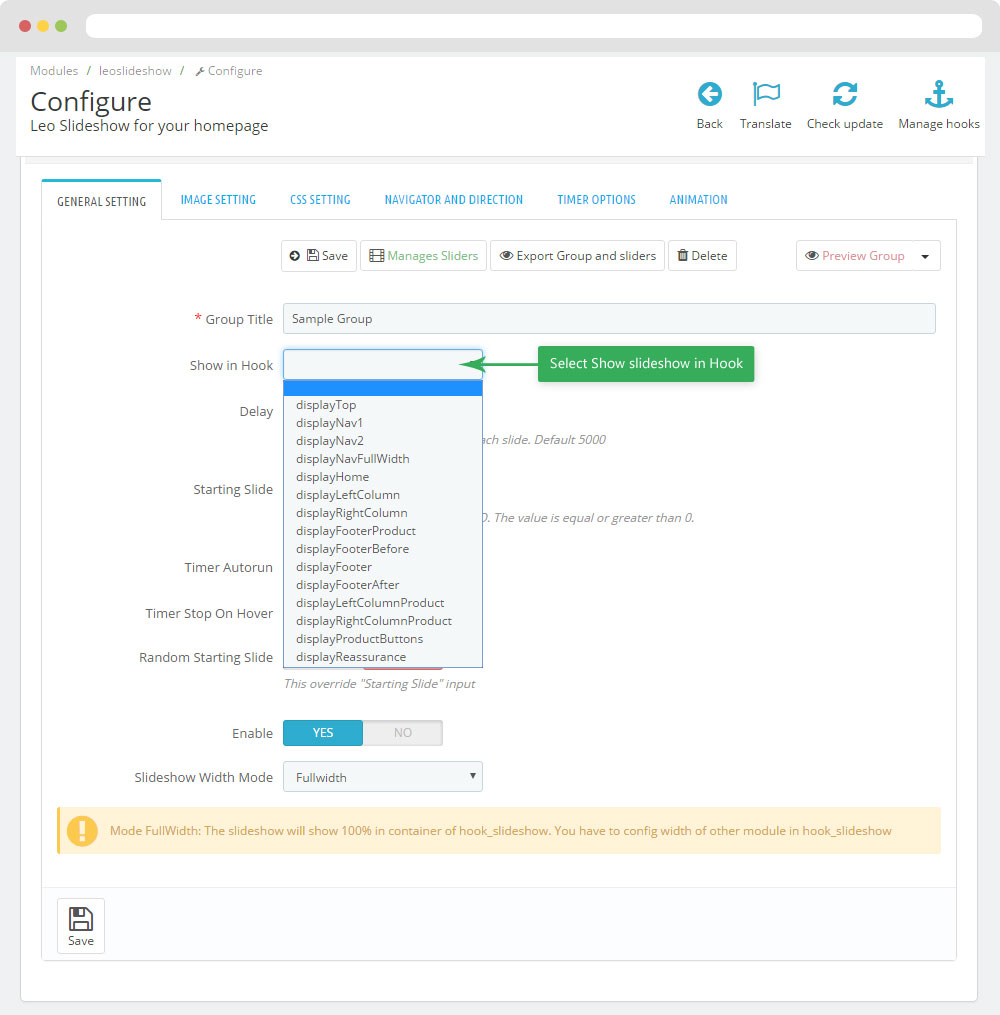 Modules / leoslideshow / Configure
Configure
Leo Slideshow for your homepage
Back Translate Check update Manage hooks
GENERAL SETTING IMAGE SETTING CSS SETTING NAVIGATOR AND DIRECTION TIMER OPTIONS ANIMATION
Save Manages Sliders Export Group and sliders Delete Preview Group
* Group Title Sample Group
Show in Hook Select Show slideshow in Hook
displayTop
Delay
displayNav1
displayNav2
slide. Default 5000
displayNavFullWidth
displayHome
Starting Slide
displayLeftColumn
displayRightColumn
The value is equal or greater than 0.
displayFooterProduct
displayFooterBefore
Timer Autorun displayFooter
displayFooterAfter
displayLeftColumnProduct
Timer Stop On Hover
displayRightColumnProduct
displayProductButtons
Random Starting Slide displayReassurance
This override "Starting Slide" input
Enable YES NO
Slideshow Width Mode Fullwidth
Mode FullWidth: The slideshow will show 100% in container of hook_slideshow. You have to config width of other module in hook_slideshow
Save